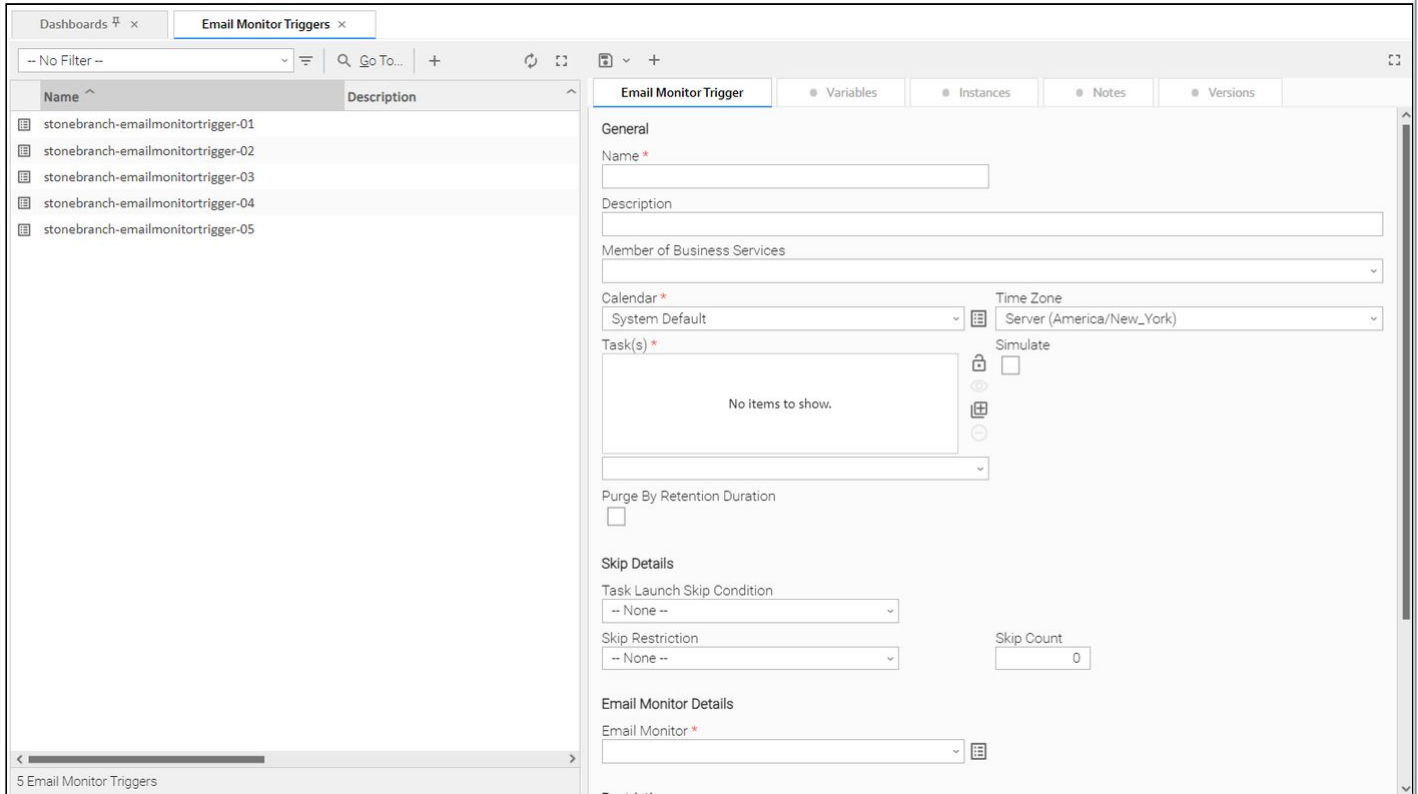 Dashboards
Email Monitor Triggers
-- No Filter --
Go To...
Name
Description
stonebranch-emailmonitortrigger-01
stonebranch-emailmonitortrigger-02
stonebranch-emailmonitortrigger-03
stonebranch-emailmonitortrigger-04
stonebranch-emailmonitortrigger-05
5 Email Monitor Triggers
Email Monitor Trigger
Variables
Instances
Notes
Versions
General
Name *
Description
Member of Business Services
Calendar * Time Zone
System Default Server (America/New_York)
Task(s) * Simulate
No items to show.
Purge By Retention Duration
Skip Details
Task Launch Skip Condition
-- None --
Skip Restriction Skip Count
-- None -- 0
Email Monitor Details
Email Monitor *